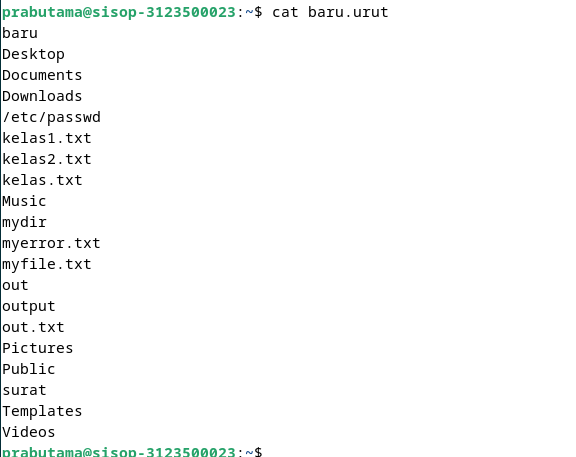 prabutama@sisop-3123500023:~$ cat baru.urut
baru
Desktop
Documents
Downloads
/etc/passwd
kelas1.txt
kelas2.txt
kelas.txt
Music
mydir
myerror.txt
myfile.txt
out
output
out.txt
Pictures
Public
surat
Templates
Videos
prabutama@sisop-3123500023:~$